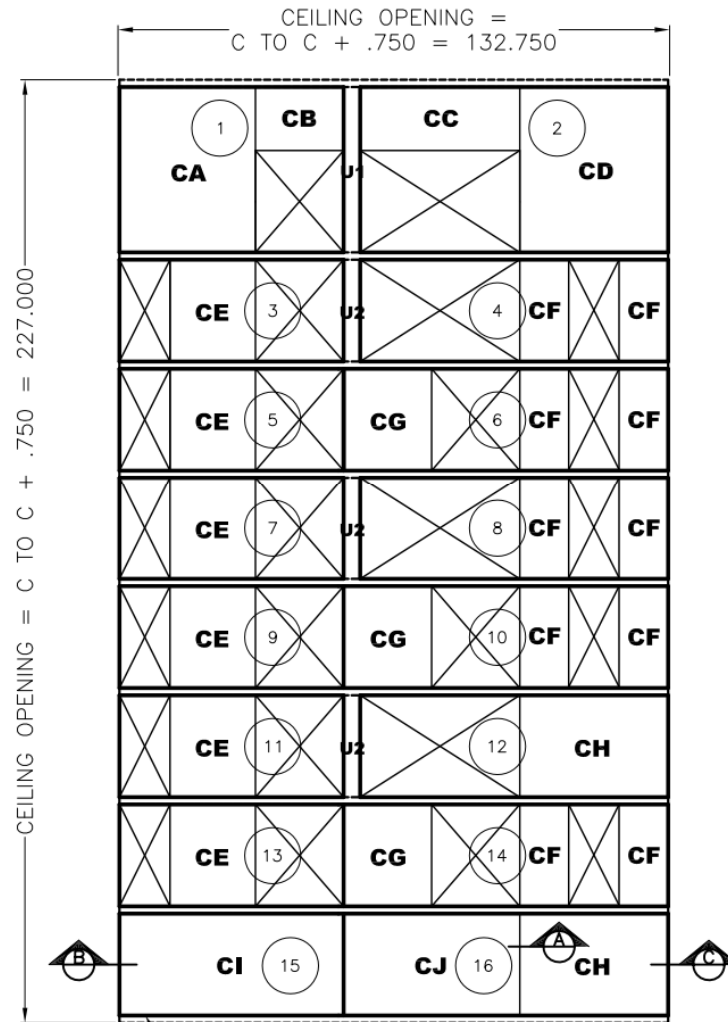 CEILING OPENING =
C TO C + .750 = 132.750
CEILING OPENING = C TO C + .750 = 227.000
1 CB CC 2
CA U1 CD
CE 3 U2 4 CF CF
CE 5 CG 6 CF CF
CE 7 U2 8 CF CF
CE 9 CG 10 CF CF
CE 11 U2 12 CH
CE 13 CG 14 CF CF
B CI 15 CJ 16 A CH C